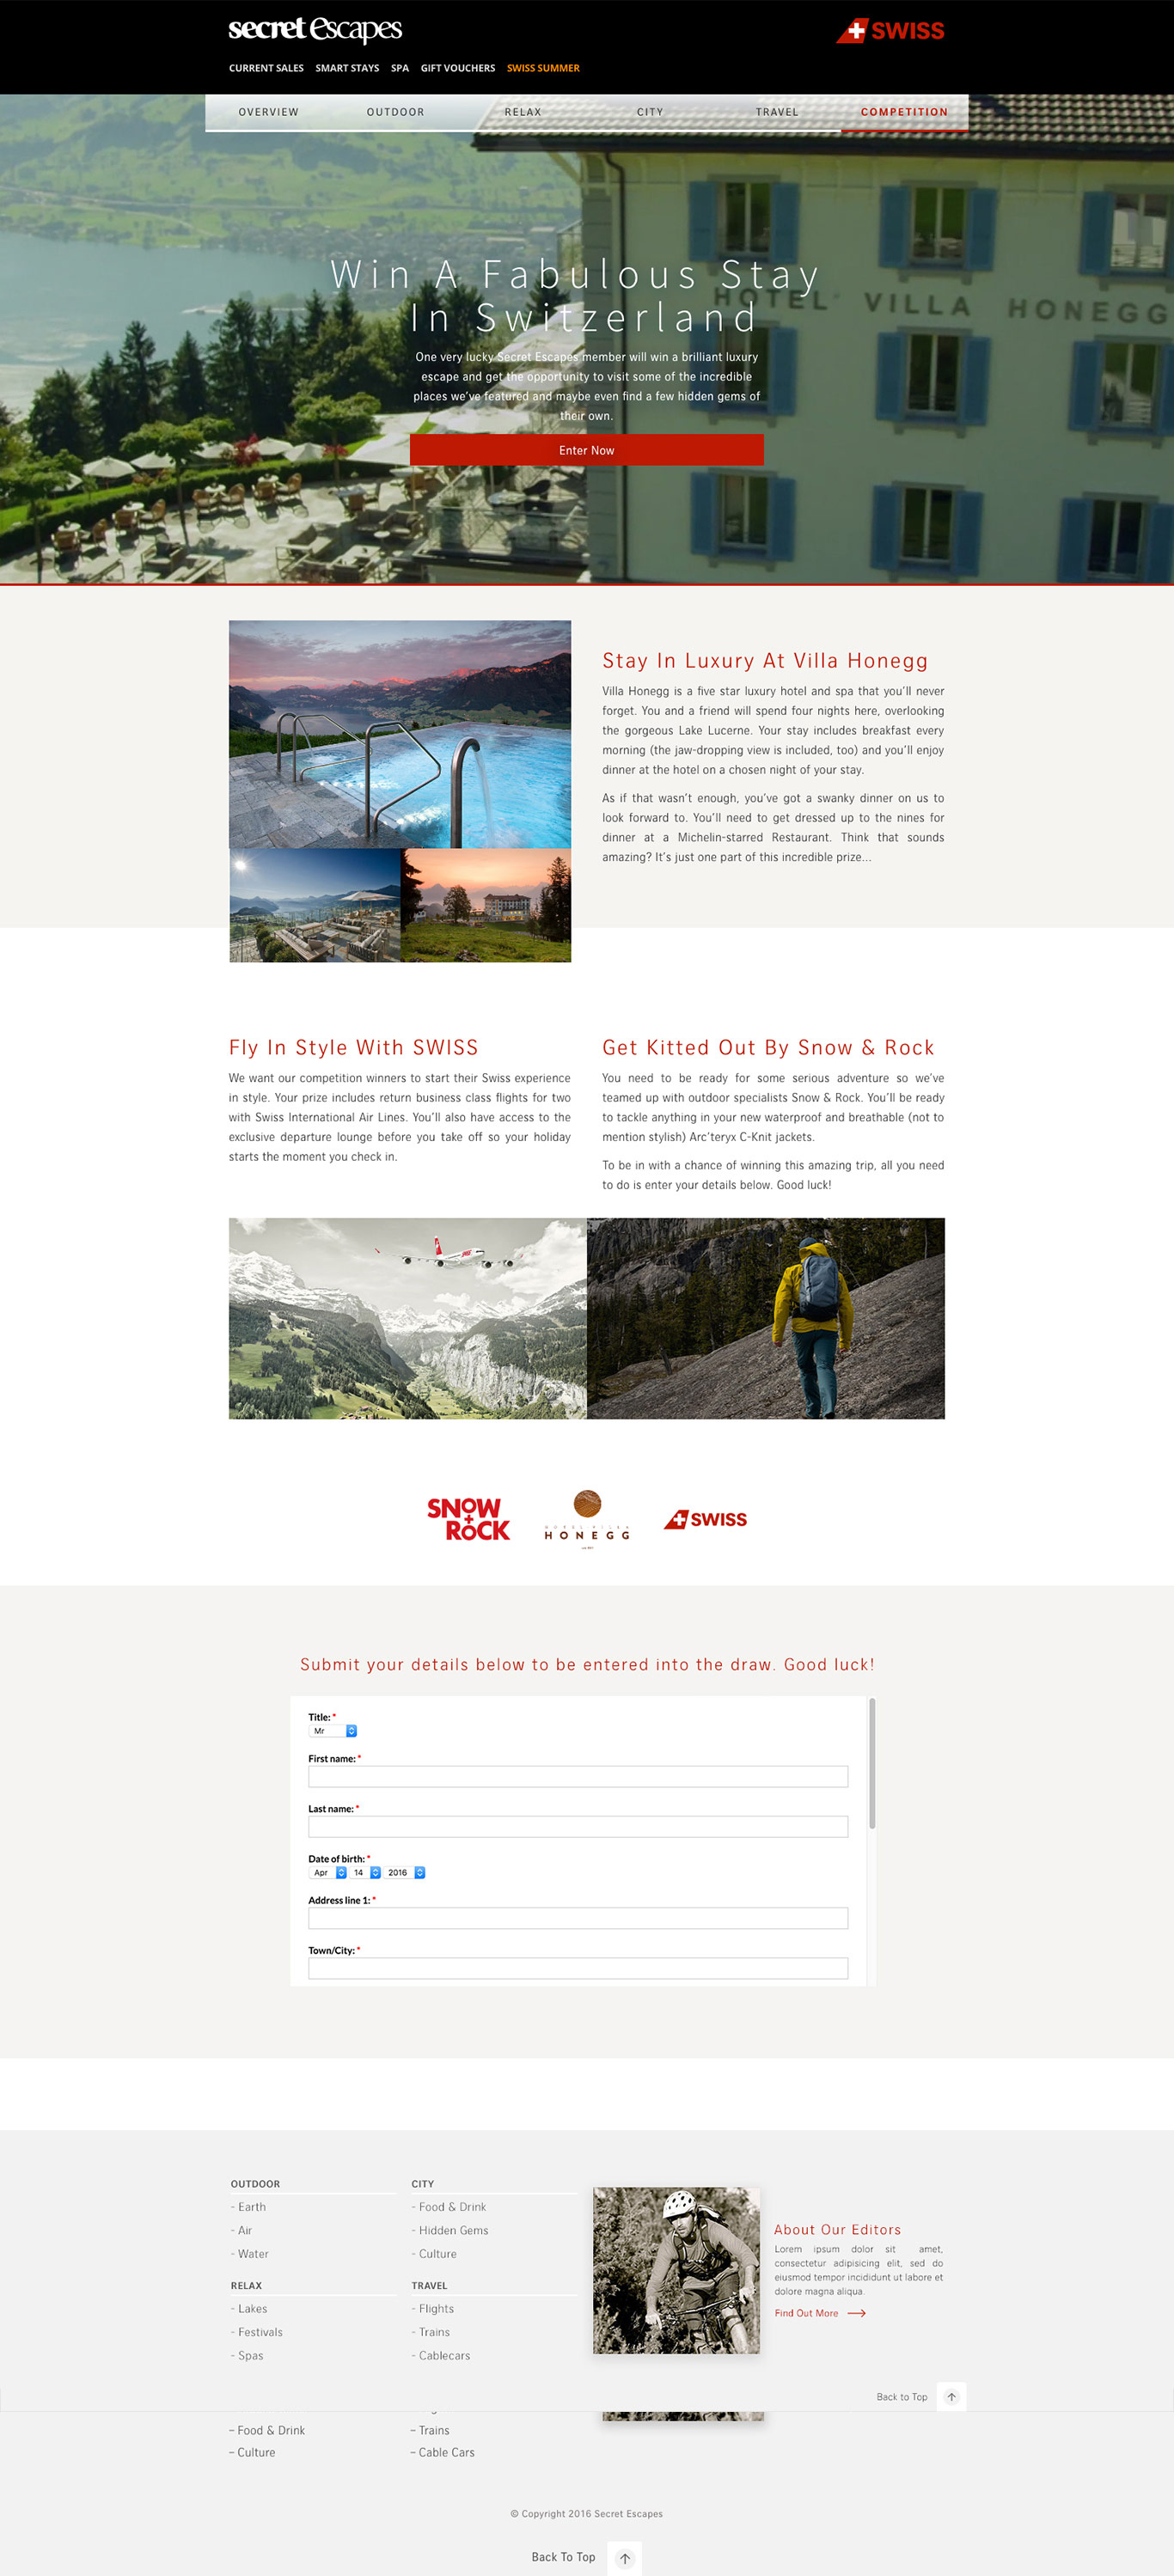 secret escapes
SWISS
CURRENT SALES SMART STAYS SPA GIFT VOUCHERS SWISS SUMMER
OVERVIEW OUTDOOR RELAX CITY TRAVEL COMPETITION
HOTEL VILLA HONEGG
Win A Fabulous Stay
In Switzerland
One very lucky Secret Escapes member will win a brilliant luxury
escape and get the opportunity to visit some of the incredible
places we've featured and maybe even find a few hidden gems of
their own.
Enter Now
Stay In Luxury At Villa Honegg
Villa Honegg is a five star luxury hotel and spa that you'll never
forget. You and a friend will spend four nights here, overlooking
the gorgeous Lake Lucerne. Your stay includes breakfast every
morning (the jaw-dropping view is included, too) and you'll enjoy
dinner at the hotel on a chosen night of your stay.
As if that wasn't enough, you've got a swanky dinner on us to
look forward to. You'll need to get dressed up to the nines for
dinner at a Michelin-starred Restaurant. Think that sounds
amazing? It's just one part of this incredible prize...
Fly In Style With SWISS
We want our competition winners to start their Swiss experience
in style. Your prize includes return business class flights for two
with Swiss International Air Lines. You'll also have access to the
exclusive departure lounge before you take off so your holiday
starts the moment you check in.
Get Kitted Out By Snow & Rock
You need to be ready for some serious adventure so we've
teamed up with outdoor specialists Snow & Rock. You'll be ready
to tackle anything in your new waterproof and breathable (not to
mention stylish) Arc'teryx C-Knit jackets.
To be in with a chance of winning this amazing trip, all you need
to do is enter your details below. Good luck!
SNOW
+
ROCK
HOTEL VILLA
HONEGG
SWISS
Submit your details below to be entered into the draw. Good luck!
Title: *
Mr
First name: *
Last name: *
Date of birth: *
Apr 14 2016
Address line 1: *
Town/City: *
OUTDOOR
- Earth
- Air
- Water
RELAX
- Lakes
- Festivals
- Spas
CITY
- Food & Drink
- Hidden Gems
- Culture
TRAVEL
- Flights
- Trains
- Cablecars
About Our Editors
Lorem ipsum dolor sit amet,
consectetur adipisicing elit, sed do
eiusmod tempor incididunt ut labore et
dolore magna aliqua.
Find Out More
Back to Top
– Food & Drink
– Culture
– Trains
– Cable Cars
© Copyright 2016 Secret Escapes
Back To Top